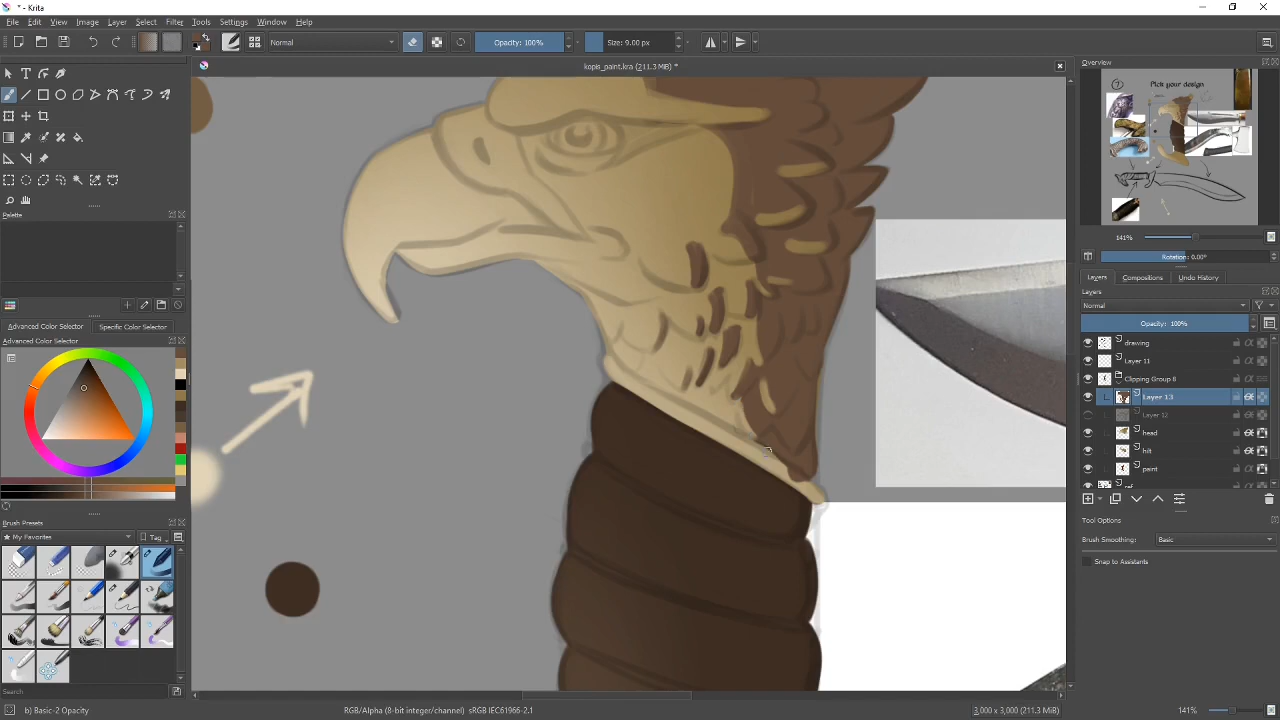 * - Krita
File Edit View Image Layer Select Filter Tools Settings Window Help
Normal Opacity: 100% Size: 9.00 px
kopis_paint.kra (211.3 MiB) *
Overview
Pick your design
141%
Rotation: 0.00°
Layers Compositions Undo History
Layers
Normal
Opacity: 100%
drawing
Layer 11
Clipping Group 8
Layer 13
Layer 12
head
hilt
paint
ref
Tool Options
Brush Smoothing: Basic
Snap to Assistants
Palette
Advanced Color Selector Specific Color Selector
Advanced Color Selector
Brush Presets
My Favorites Tag
Search
b) Basic-2 Opacity
RGB/Alpha (8-bit integer/channel) sRGB IEC61966-2.1
3,000 x 3,000 (211.3 MiB)
141%